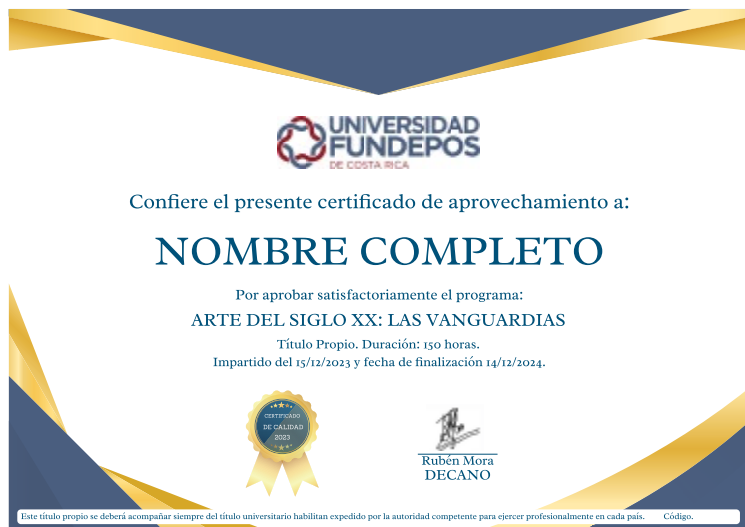 UNIVERSIDAD
FUNDEPOS
DE COSTA RICA
Confiere el presente certificado de aprovechamiento a:
NOMBRE COMPLETO
Por aprobar satisfactoriamente el programa:
ARTE DEL SIGLO XX: LAS VANGUARDIAS
Título Propio. Duración: 150 horas.
Impartido del 15/12/2023 y fecha de finalización 14/12/2024.
CERTIFICADO
DE CALIDAD
2023
Rubén Mora
DECANO
Este título propio se deberá acompañar siempre del título universitario habilitan expedido por la autoridad competente para ejercer profesionalmente en cada país. Código.